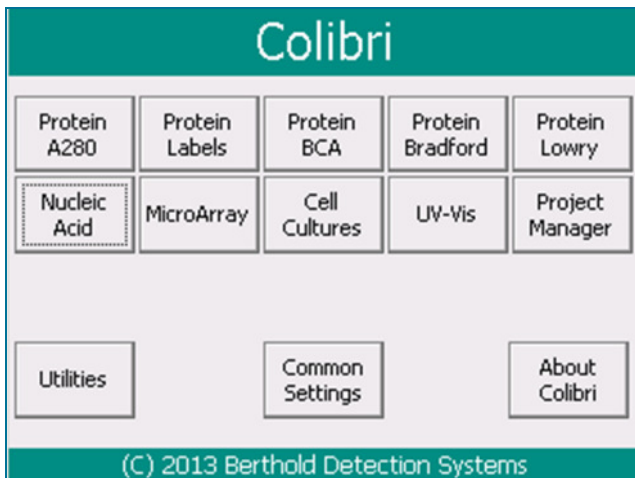 Colibri
Protein
A280
Protein
Labels
Protein
BCA
Protein
Bradford
Protein
Lowry
Nucleic
Acid
MicroArray
Cell
Cultures
UV-Vis
Project
Manager
Utilities
Common
Settings
About
Colibri
(C) 2013 Berthold Detection Systems